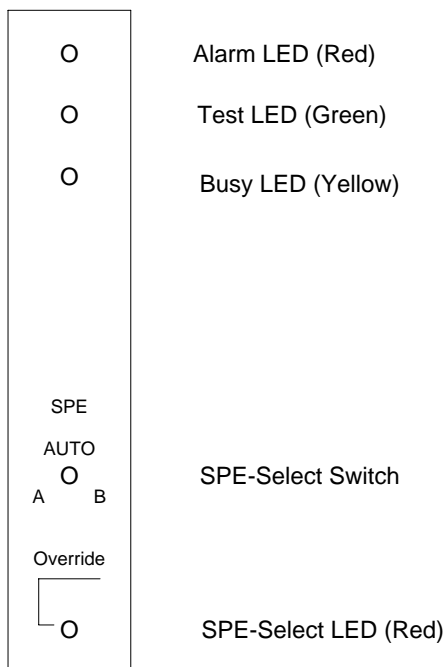 O Alarm LED (Red)
O Test LED (Green)
O Busy LED (Yellow)
SPE
AUTO
O SPE-Select Switch
A B
Override
O SPE-Select LED (Red)